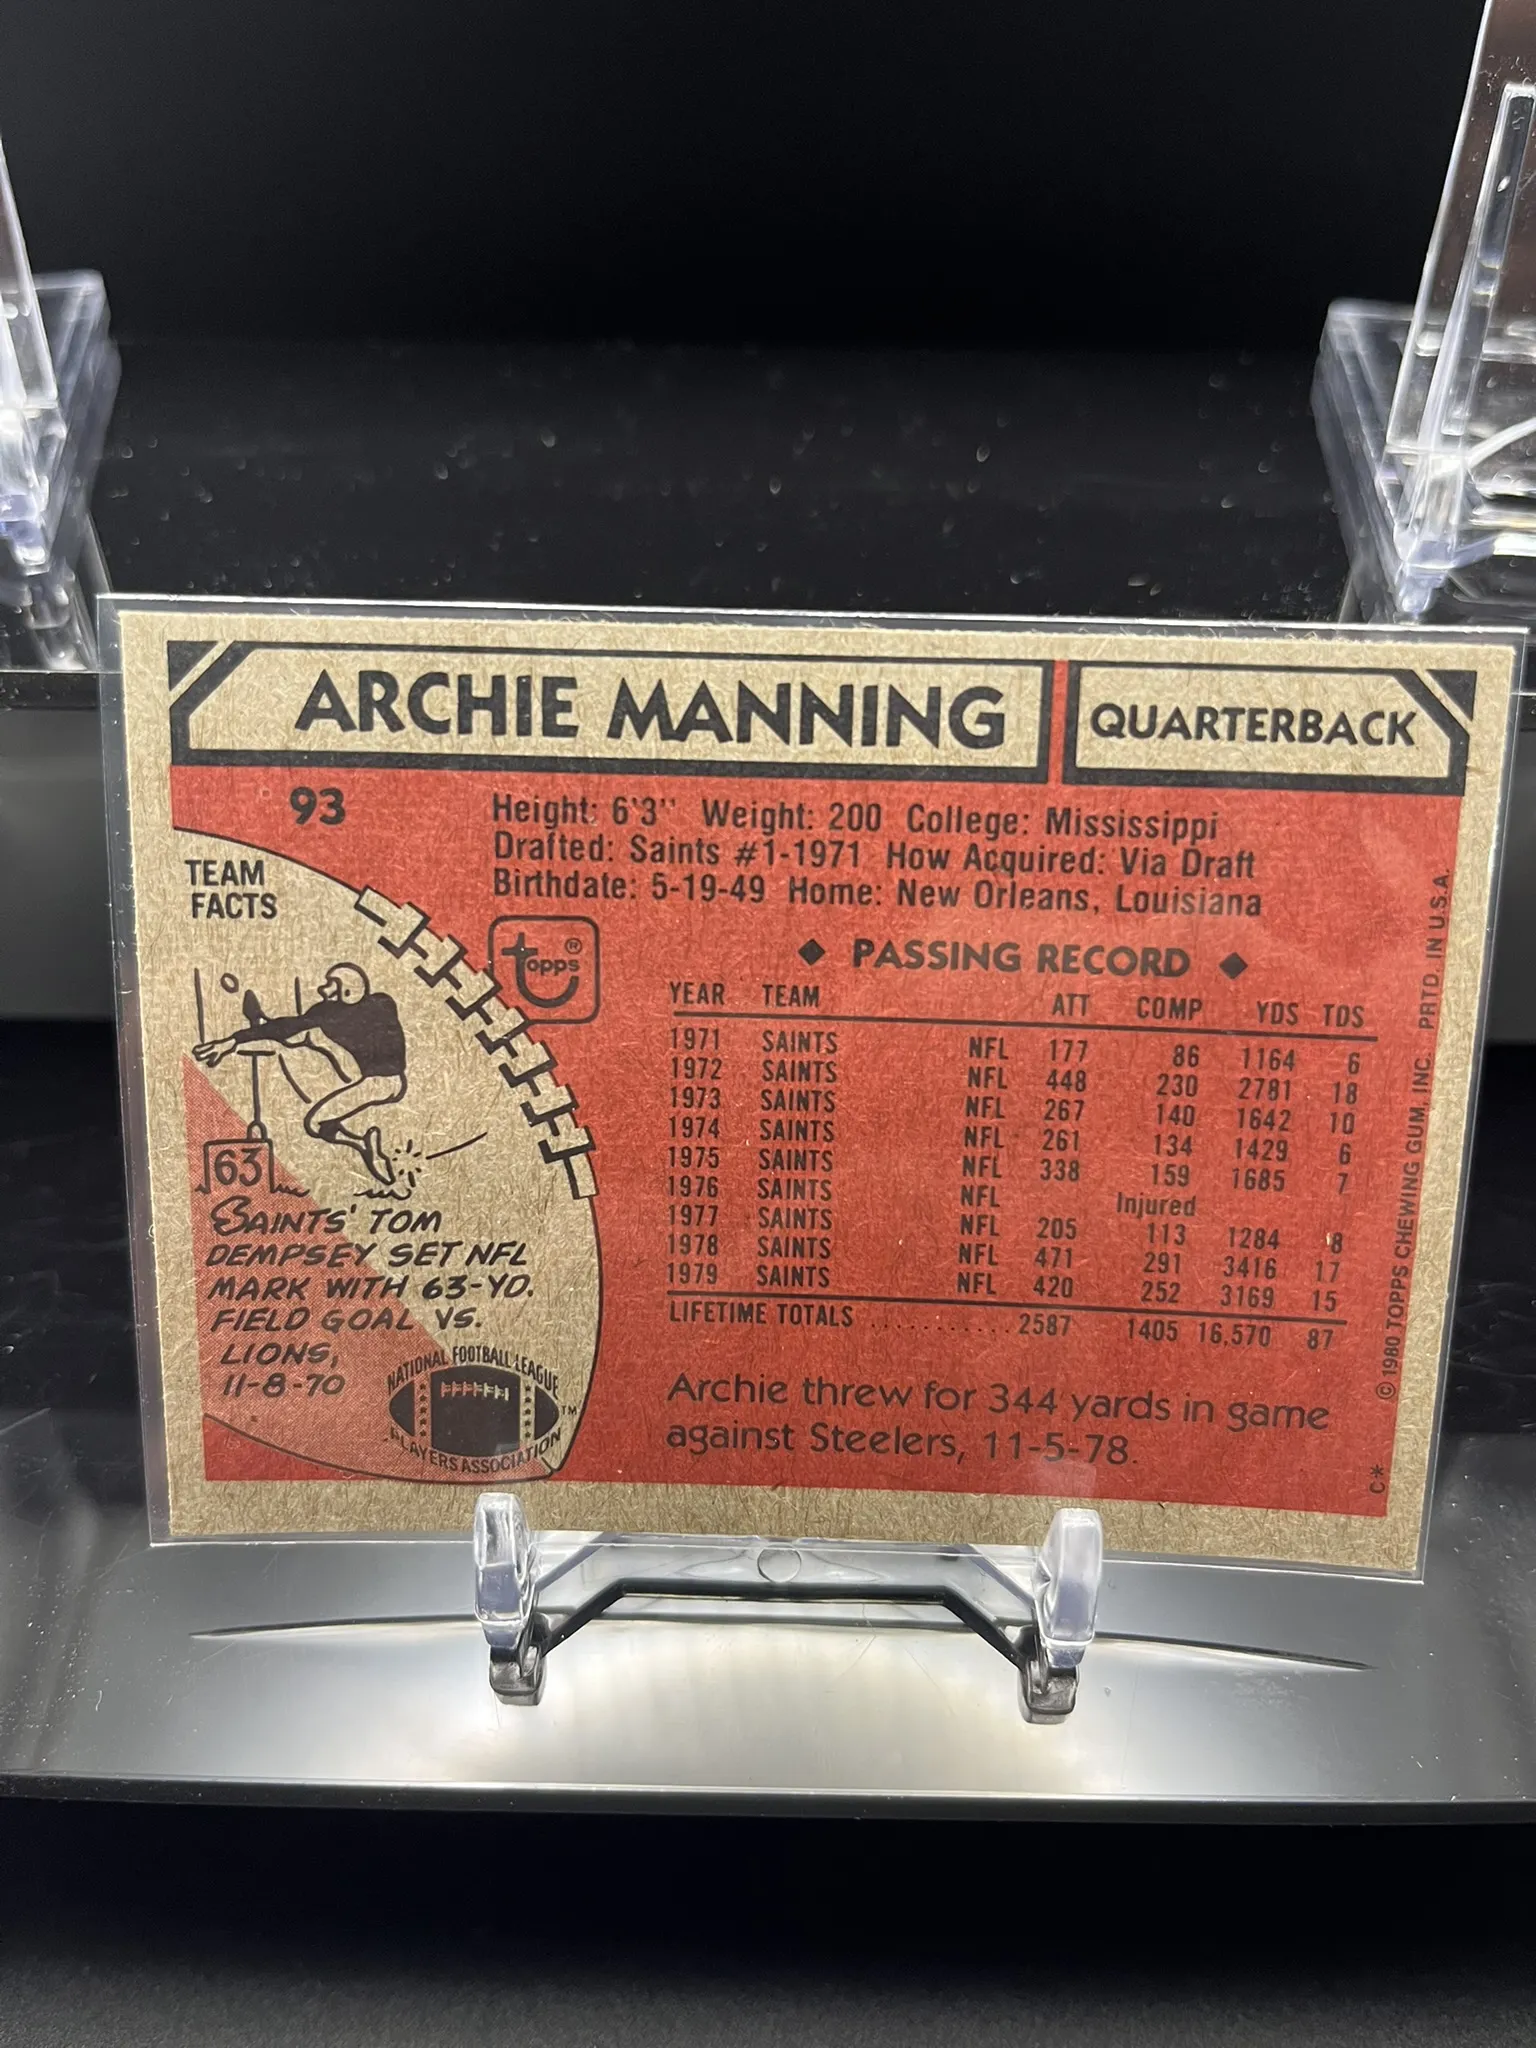 ARCHIE MANNING
QUARTERBACK
93
Height: 6'3" Weight: 200 College: Mississippi
Drafted: Saints #1-1971 How Acquired: Via Draft
Birthdate: 5-19-49 Home: New Orleans, Louisiana
TEAM
FACTS
63
SAINTS' TOM
DEMPSEY SET NFL
MARK WITH 63-YD.
FIELD GOAL VS.
LIONS,
11-8-70
NATIONAL FOOTBALL LEAGUE
PLAYERS ASSOCIATION
TM
topps ®
◆ PASSING RECORD ◆
YEAR TEAM ATT COMP YDS TDS
1971 SAINTS NFL 177 86 1164 6
1972 SAINTS NFL 448 230 2781 18
1973 SAINTS NFL 267 140 1642 10
1974 SAINTS NFL 261 134 1429 6
1975 SAINTS NFL 338 159 1685 7
1976 SAINTS NFL Injured
1977 SAINTS NFL 205 113 1284 8
1978 SAINTS NFL 471 291 3416 17
1979 SAINTS NFL 420 252 3169 15
LIFETIME TOTALS ............ 2587 1405 16,570 87
Archie threw for 344 yards in game
against Steelers, 11-5-78.
© 1980 TOPPS CHEWING GUM, INC. PRTD. IN U.S.A.
C*